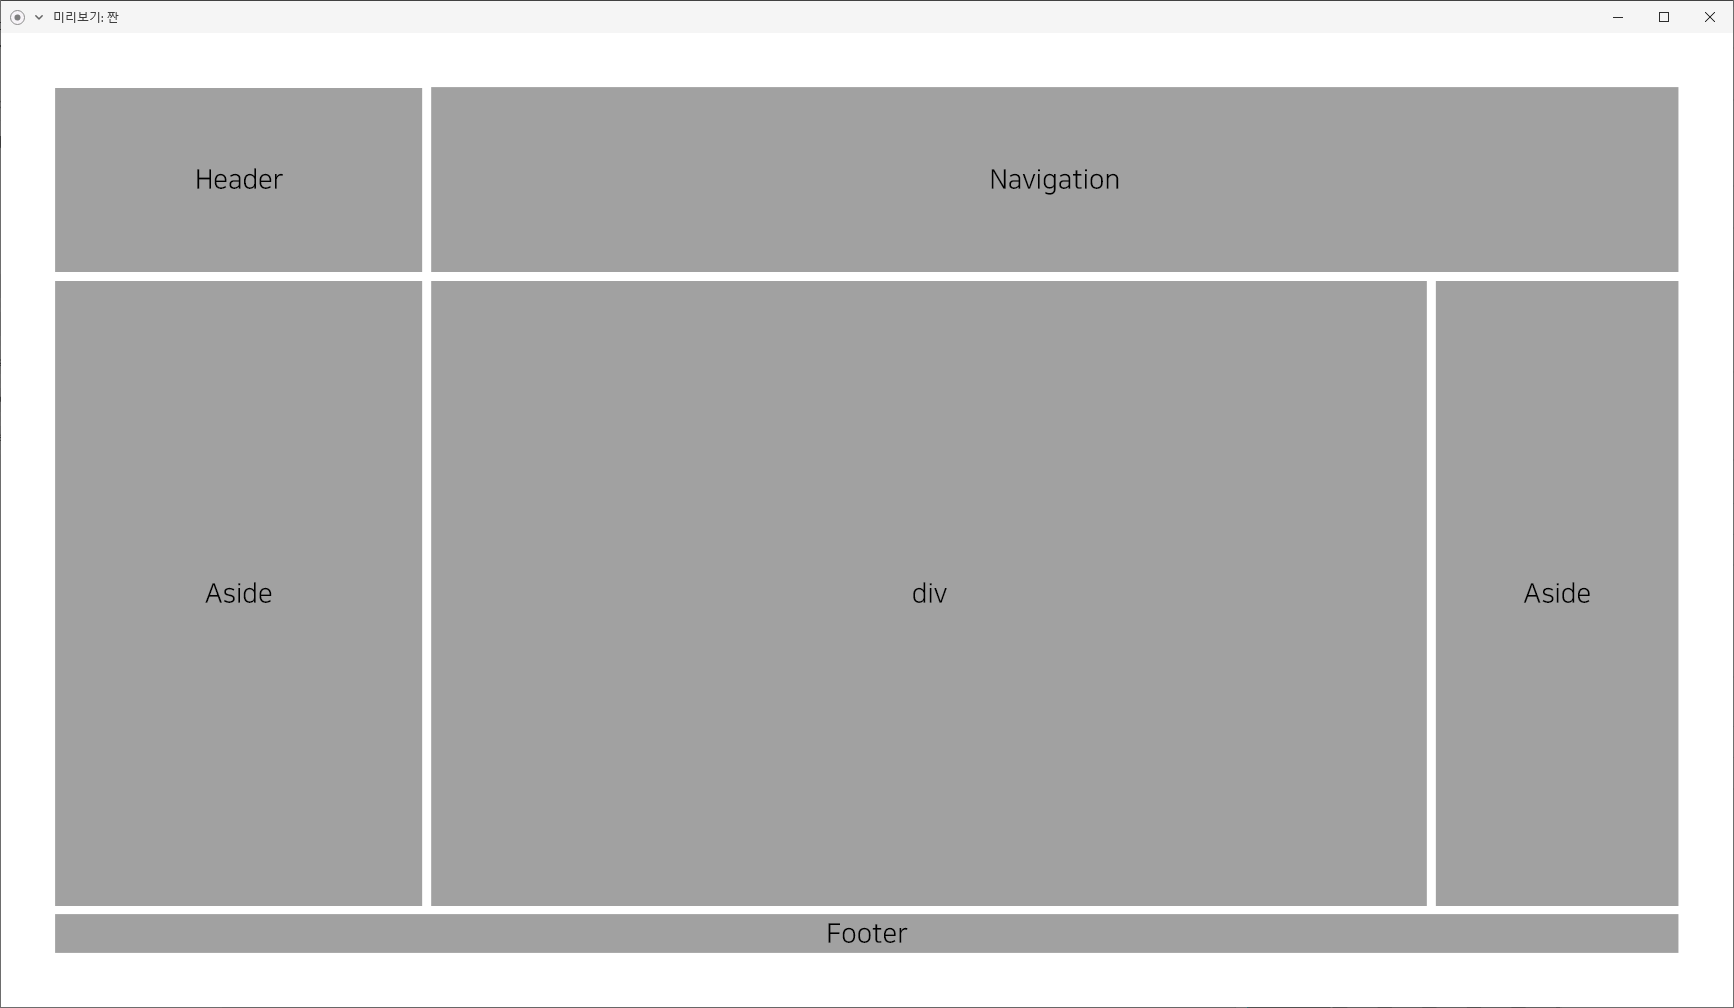 미리보기: 짠
Header
Navigation
Aside
div
Aside
Footer